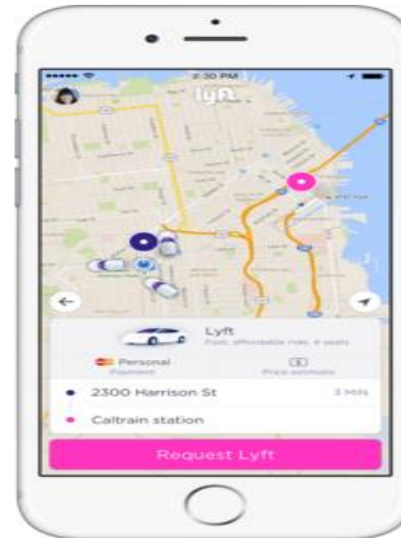 2:30 PM
lyft
Lyft
Fast, affordable ride, 4 seats
Personal
Payment
$
Price estimate
2300 Harrison St
3 MIN
Caltrain station
Request Lyft